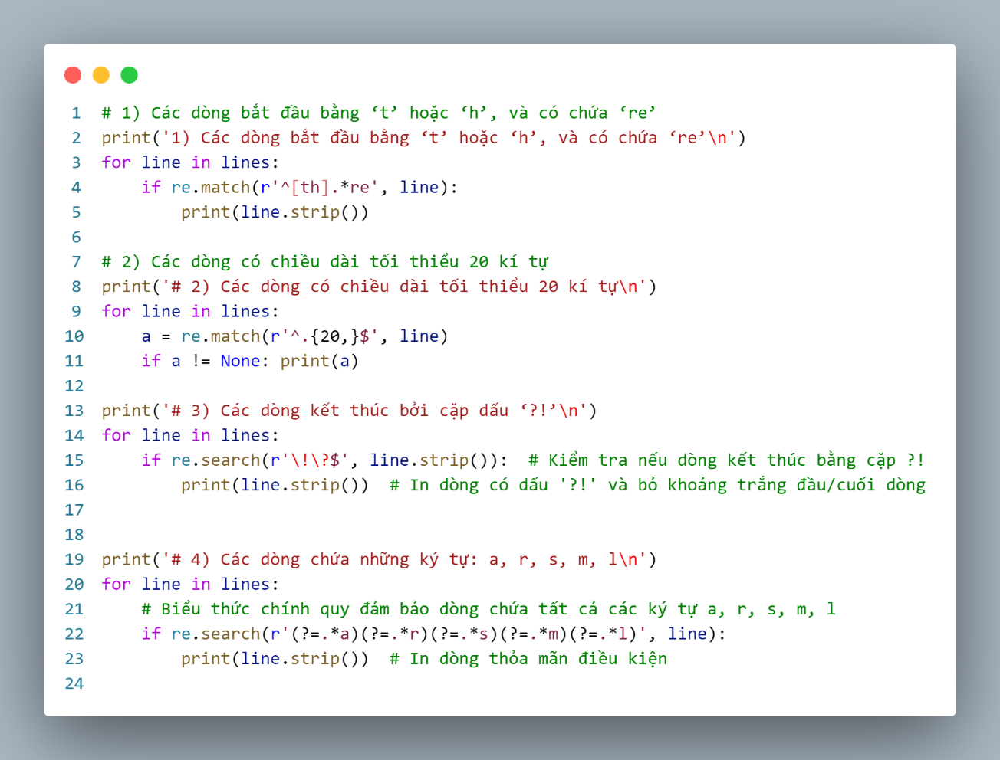 1 # 1) Các dòng bắt đầu bằng ‘t’ hoặc ‘h’, và có chứa ‘re’
2 print('1) Các dòng bắt đầu bằng ‘t’ hoặc ‘h’, và có chứa ‘re’\n')
3 for line in lines:
4     if re.match(r'^[th].*re', line):
5         print(line.strip())
6
7 # 2) Các dòng có chiều dài tối thiểu 20 kí tự
8 print('# 2) Các dòng có chiều dài tối thiểu 20 kí tự\n')
9 for line in lines:
10     a = re.match(r'^.{20,}$', line)
11     if a != None: print(a)
12
13 print('# 3) Các dòng kết thúc bởi cặp dấu ‘?!’\n')
14 for line in lines:
15     if re.search(r'\!\?$', line.strip()):  # Kiểm tra nếu dòng kết thúc bằng cặp ?!
16         print(line.strip())  # In dòng có dấu '?!' và bỏ khoảng trắng đầu/cuối dòng
17
18
19 print('# 4) Các dòng chứa những ký tự: a, r, s, m, l\n')
20 for line in lines:
21     # Biểu thức chính quy đảm bảo dòng chứa tất cả các ký tự a, r, s, m, l
22     if re.search(r'(?=.*a)(?=.*r)(?=.*s)(?=.*m)(?=.*l)', line):
23         print(line.strip())  # In dòng thỏa mãn điều kiện
24